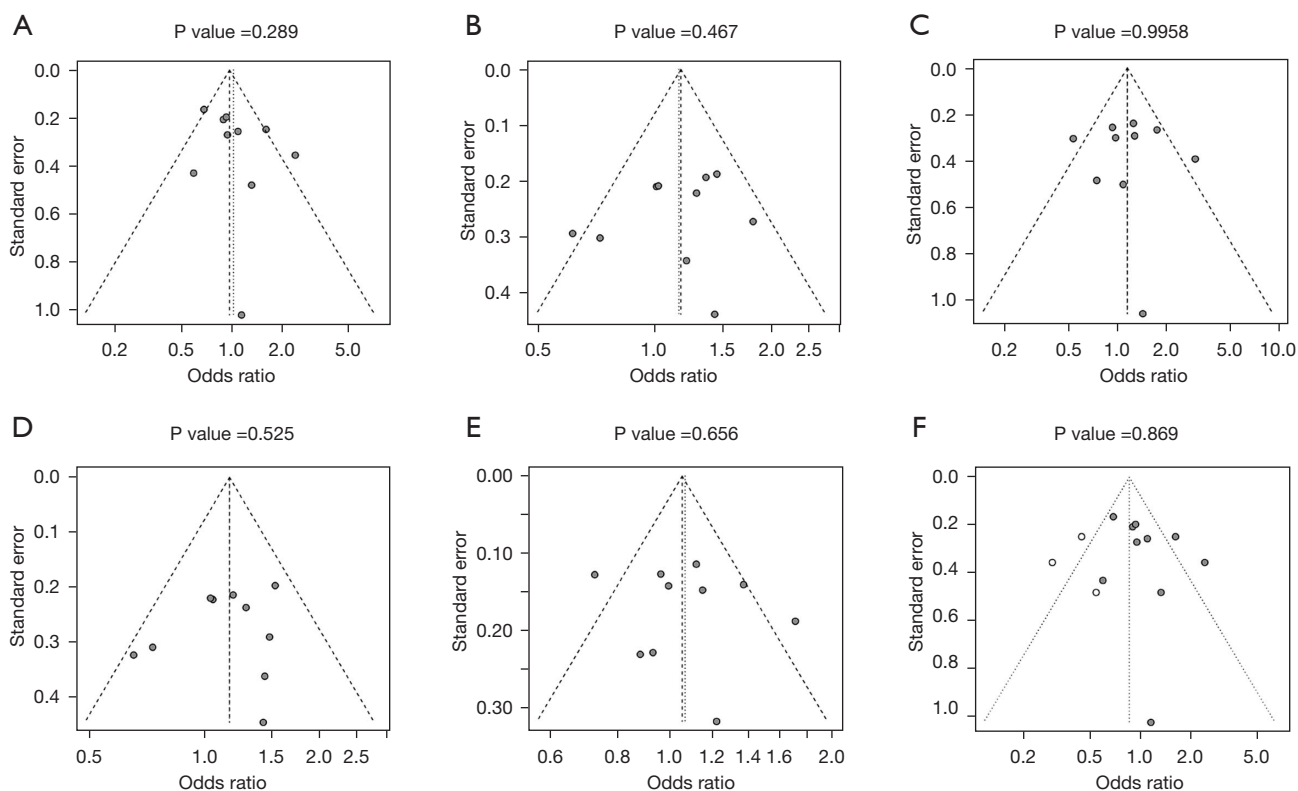 A
P value =0.289
Standard error
0.0
0.2
0.4
0.6
0.8
1.0
0.2 0.5 1.0 2.0 5.0
Odds ratio
B
P value =0.467
Standard error
0.0
0.1
0.2
0.3
0.4
0.5 1.0 1.5 2.0 2.5
Odds ratio
C
P value =0.9958
Standard error
0.0
0.2
0.4
0.6
0.8
1.0
0.2 0.5 1.0 2.0 5.0 10.0
Odds ratio
D
P value =0.525
Standard error
0.0
0.1
0.2
0.3
0.4
0.5 1.0 1.5 2.0 2.5
Odds ratio
E
P value =0.656
Standard error
0.00
0.10
0.20
0.30
0.6 0.8 1.0 1.2 1.4 1.6 2.0
Odds ratio
F
P value =0.869
Standard error
0.0
0.2
0.4
0.6
0.8
1.0
0.2 0.5 1.0 2.0 5.0
Odds ratio